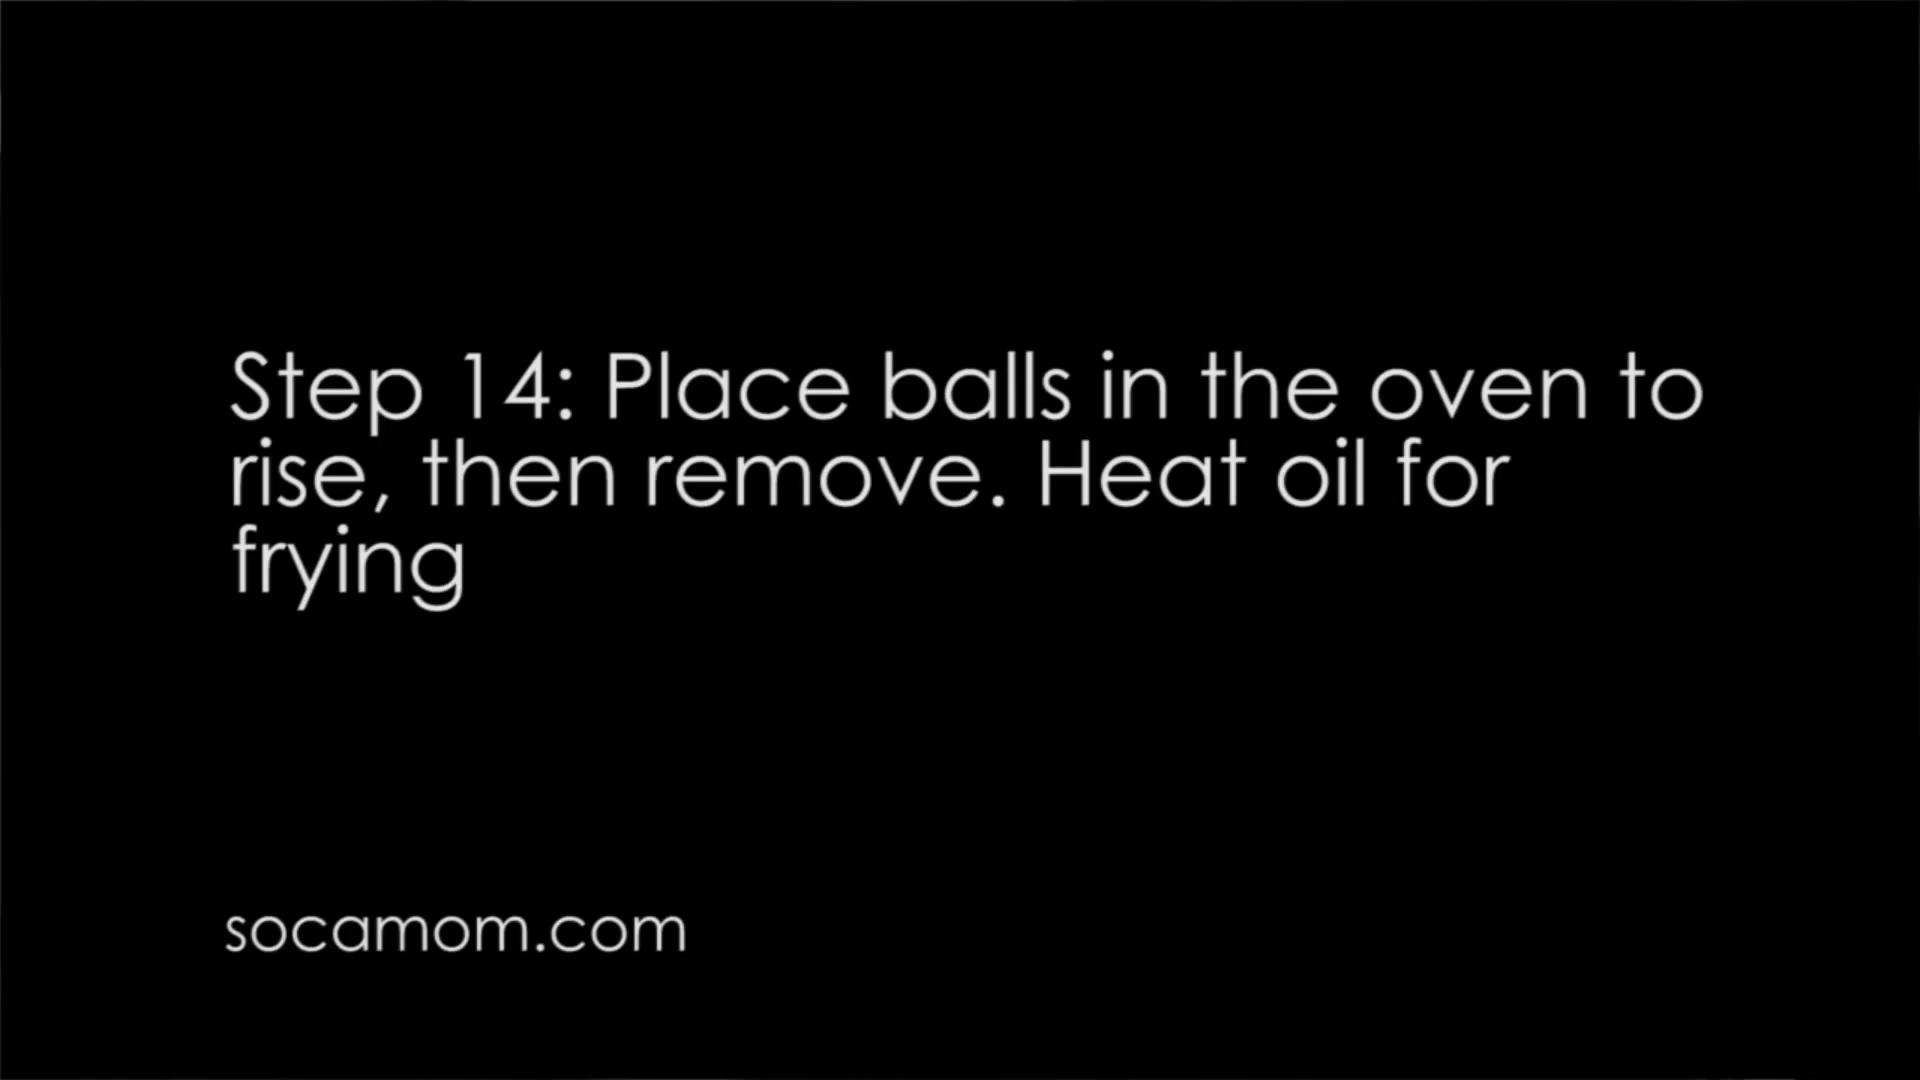 Step 14: Place balls in the oven to
rise, then remove. Heat oil for
frying
socamom.com